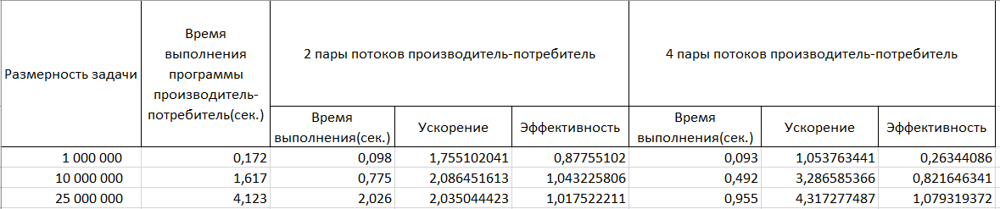 Размерность задачи
Время
выполнения
программы
производитель-
потребитель(сек.)
2 пары потоков производитель-потребитель
4 пары потоков производитель-потребитель
Время
выполнения(сек.)
Ускорение
Эффективность
Время
выполнения(сек.)
Ускорение
Эффективность
1 000 000 0,172 0,098 1,755102041 0,87755102 0,093 1,053763441 0,26344086
10 000 000 1,617 0,775 2,086451613 1,043225806 0,492 3,286585366 0,821646341
25 000 000 4,123 2,026 2,035044423 1,017522211 0,955 4,317277487 1,079319372